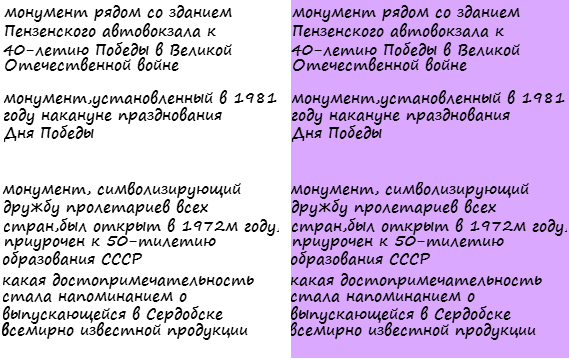 монумент рядом со зданием
Пензенского автовокзала к
40-летию Победы в Великой
Отечественной войне
монумент,установленный в 1981
году накануне празднования
Дня Победы
монумент, символизирующий
дружбу пролетариев всех
стран,был открыт в 1972м году.
приурочен к 50-тилетию
образования СССР
какая достопримечательность
стала напоминанием о
выпускающейся в Сердобске
всемирно известной продукции
монумент рядом со зданием
Пензенского автовокзала к
40-летию Победы в Великой
Отечественной войне
монумент,установленный в 1981
году накануне празднования
Дня Победы
монумент, символизирующий
дружбу пролетариев всех
стран,был открыт в 1972м году.
приурочен к 50-тилетию
образования СССР
какая достопримечательность
стала напоминанием о
выпускающейся в Сердобске
всемирно известной продукции